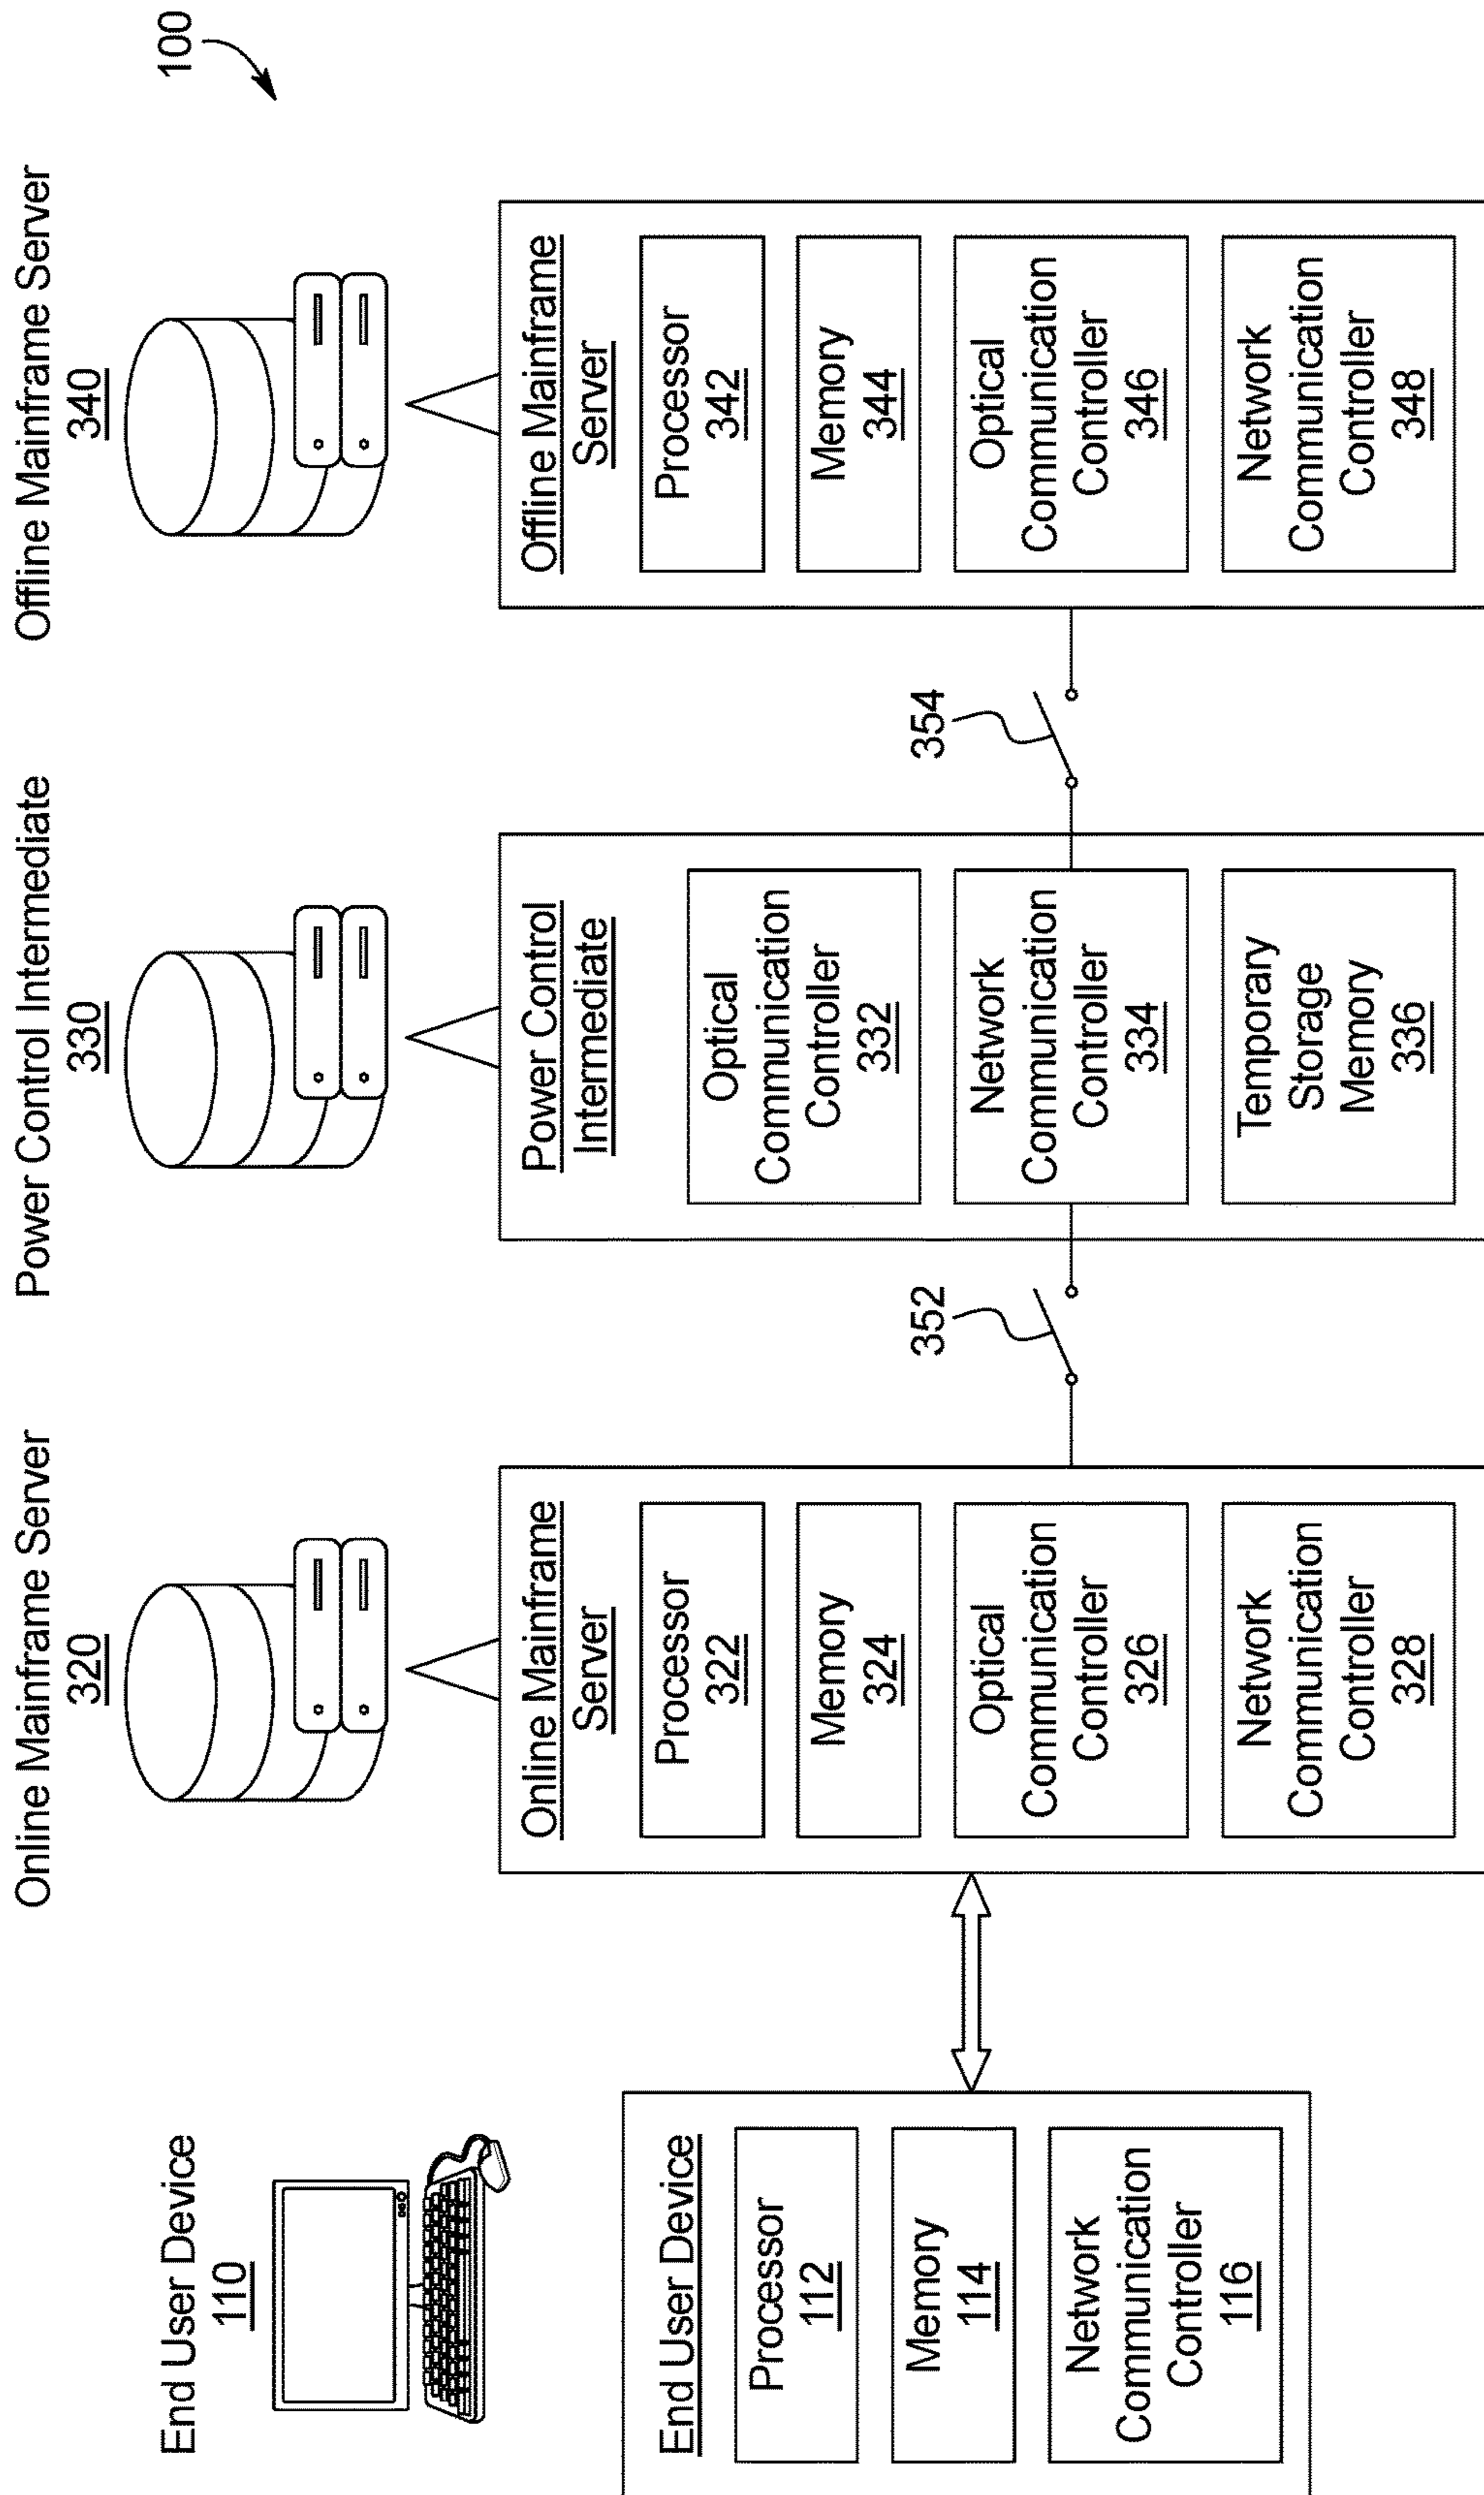 100
End User Device
110
Online Mainframe Server
320
Power Control Intermediate
330
Offline Mainframe Server
340
End User Device
Processor
112
Memory
114
Network
Communication
Controller
116
Online Mainframe
Server
Processor
322
Memory
324
Optical
Communication
Controller
326
Network
Communication
Controller
328
352
Power Control
Intermediate
Optical
Communication
Controller
332
Network
Communication
Controller
334
Temporary
Storage
Memory
336
354
Offline Mainframe
Server
Processor
342
Memory
344
Optical
Communication
Controller
346
Network
Communication
Controller
348